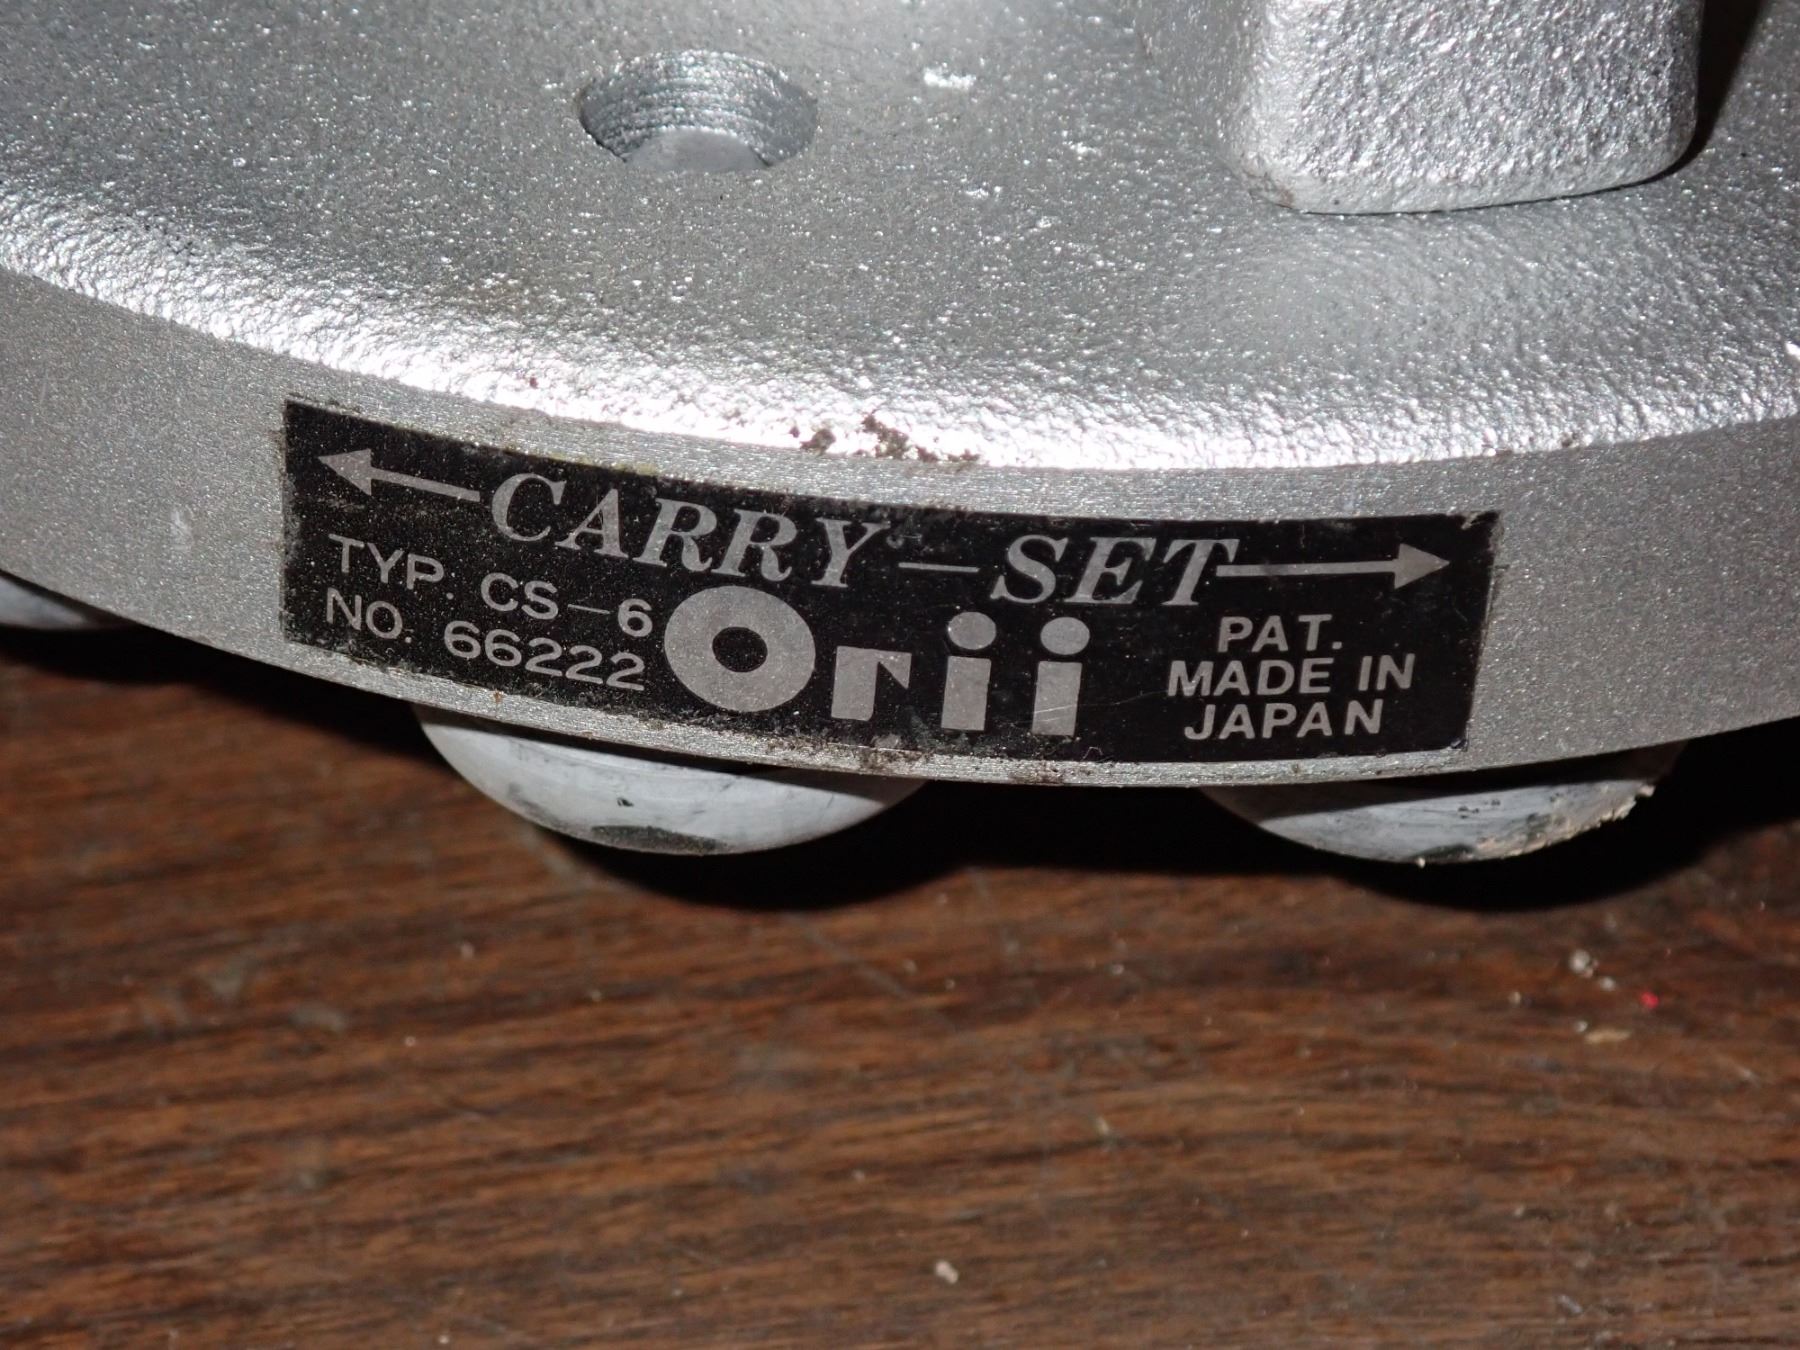 CARRY—SET
TYP. CS—6
NO. 66222
Orii
PAT.
MADE IN
JAPAN